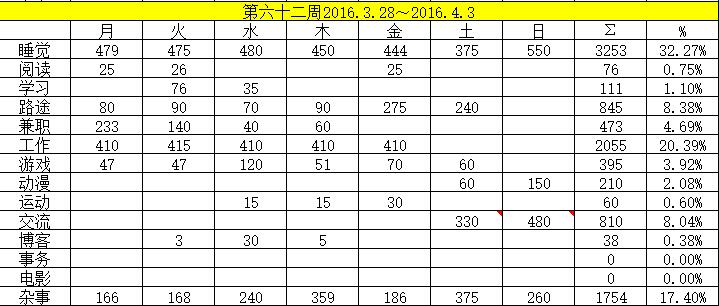 第六十二周2016.3.28～2016.4.3
月 火 水 木 金 土 日 Σ %
睡觉 479 475 480 450 444 375 550 3253 32.27%
阅读 25 26 25 76 0.75%
学习 76 35 111 1.10%
路途 80 90 70 90 275 240 845 8.38%
兼职 233 140 40 60 473 4.69%
工作 410 415 410 410 410 2055 20.39%
游戏 47 47 120 51 70 60 395 3.92%
动漫 60 150 210 2.08%
运动 15 15 30 60 0.60%
交流 330 480 810 8.04%
博客 3 30 5 38 0.38%
事务 0 0.00%
电影 0 0.00%
杂事 166 168 240 359 186 375 260 1754 17.40%